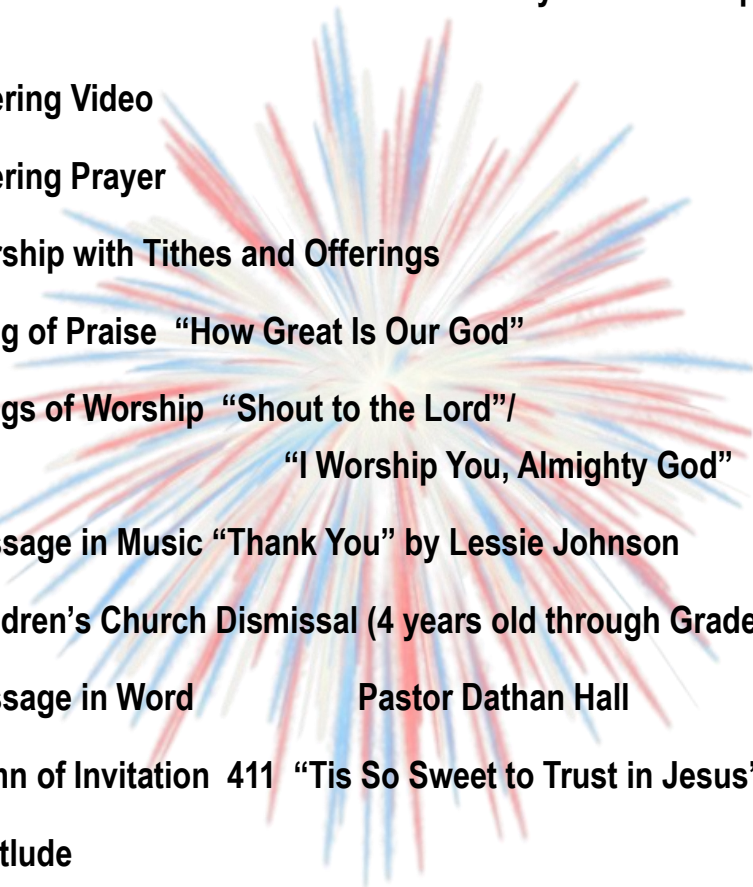 ering Video
ering Prayer
rship with Tithes and Offerings
g of Praise “How Great Is Our God”
gs of Worship “Shout to the Lord”/
“I Worship You, Almighty God”
ssage in Music “Thank You” by Lessie Johnson
dren’s Church Dismissal (4 years old through Grade
ssage in Word Pastor Dathan Hall
nn of Invitation 411 “Tis So Sweet to Trust in Jesus”
tlude